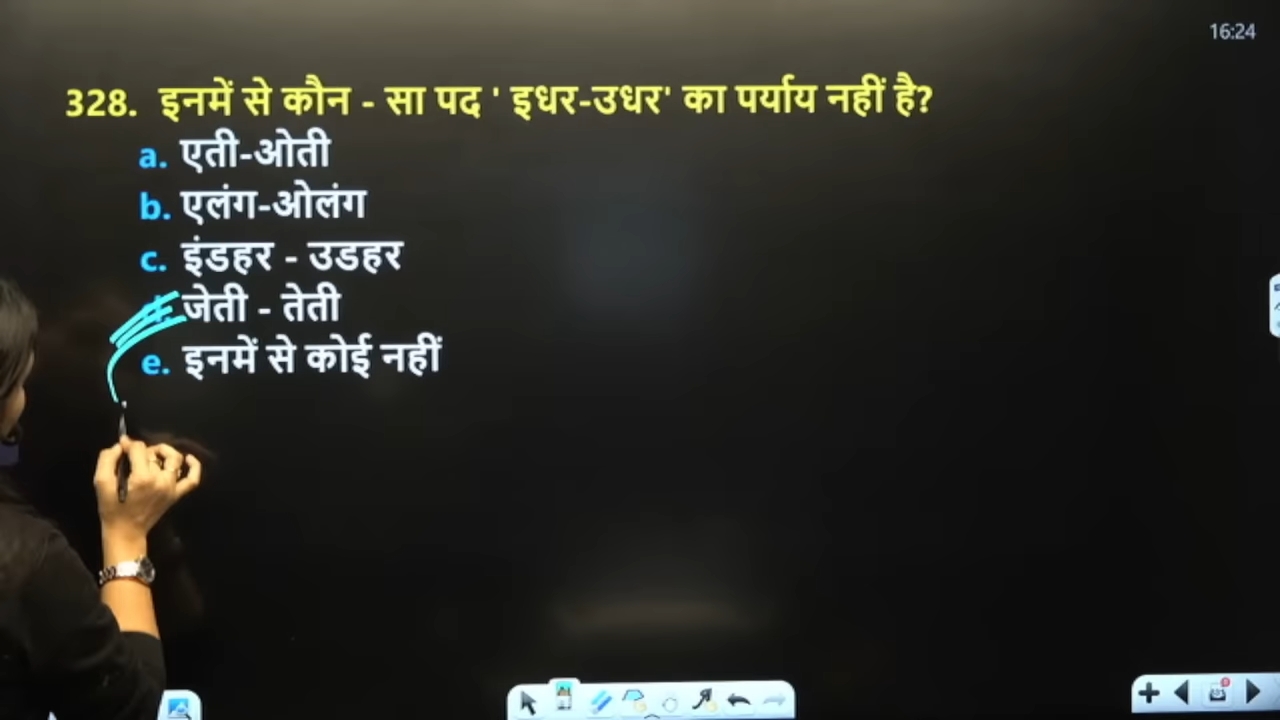 16:24
328. इनमें से कौन - सा पद ' इधर-उधर' का पर्याय नहीं है?
a. एती-ओती
b. एलंग-ओलंग
c. इंडहर - उडहर
d. जेती - तेती
e. इनमें से कोई नहीं